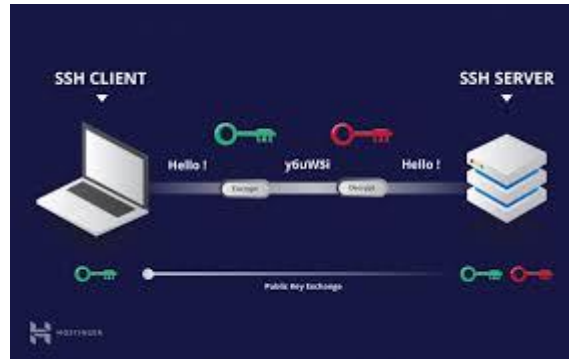 SSH CLIENT
SSH SERVER
Hello !
y6uWSi
Hello !
Encrypt
Decrypt
Public Key Exchange
HOSTINGER